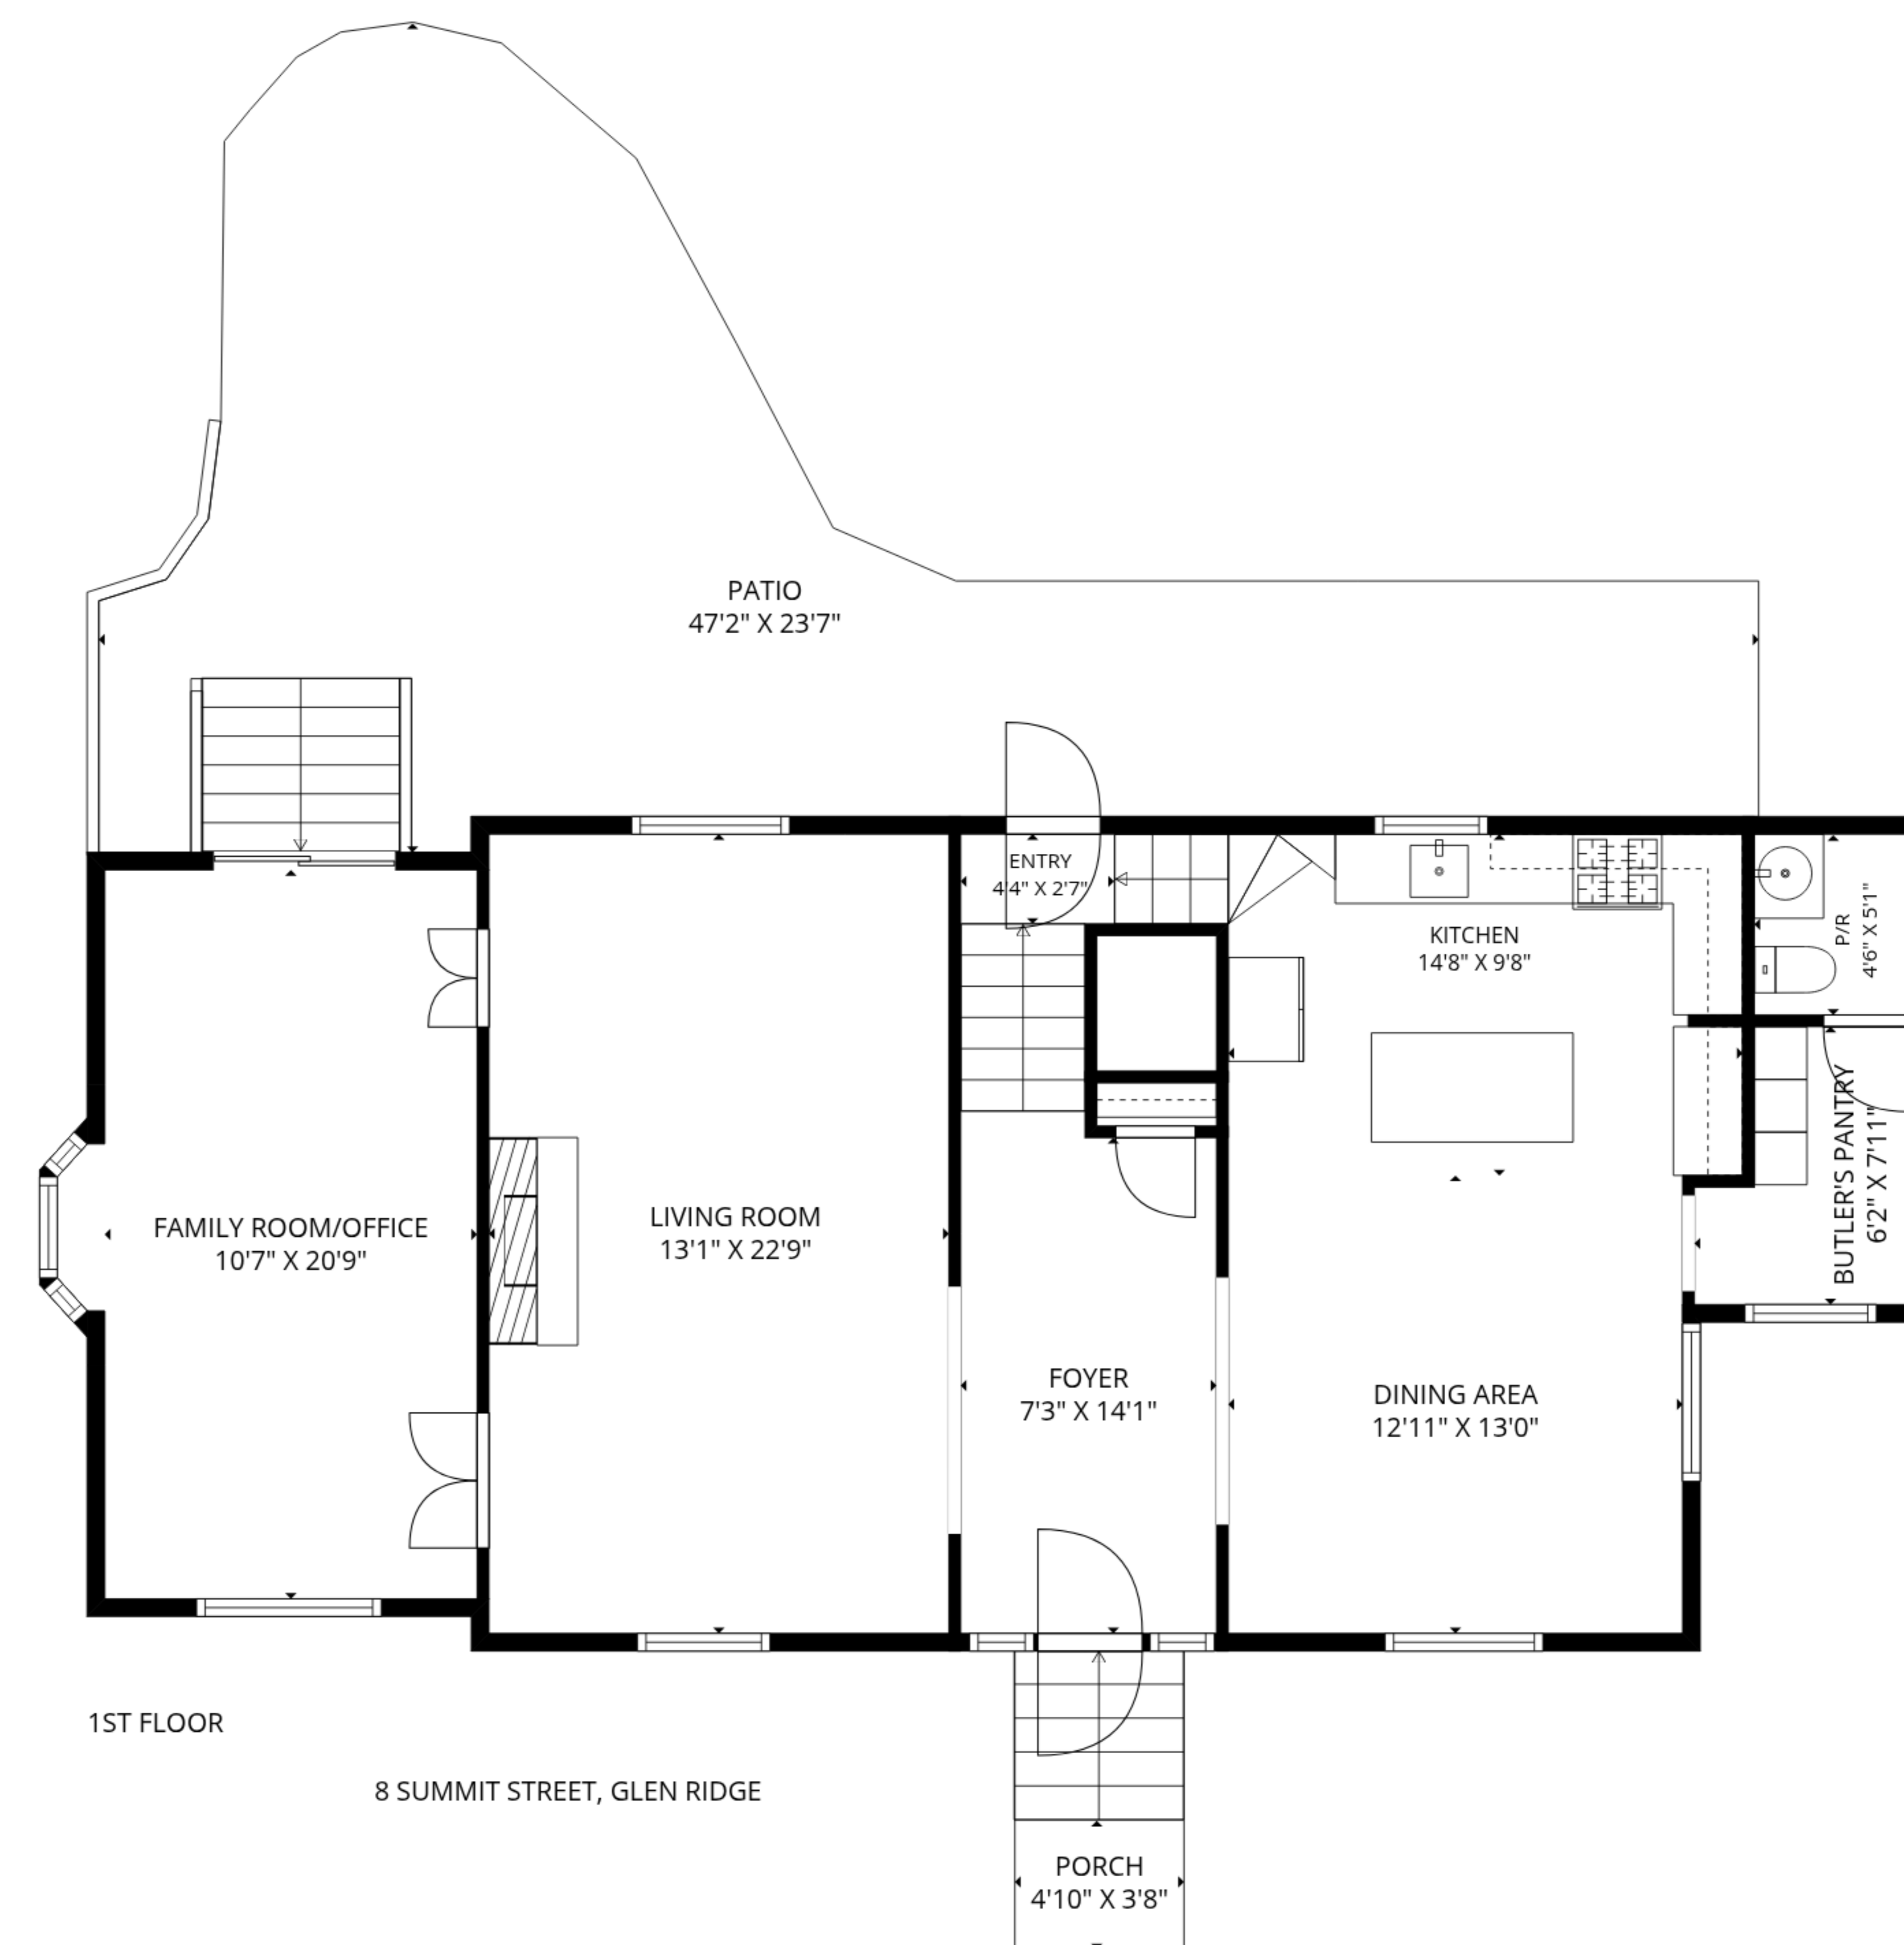 PATIO
47'2" X 23'7"
ENTRY
4'4" X 2'7"
KITCHEN
14'8" X 9'8"
P/R
4'6" X 5'1"
BUTLER'S PANTRY
6'2" X 7'11"
FAMILY ROOM/OFFICE
10'7" X 20'9"
LIVING ROOM
13'1" X 22'9"
FOYER
7'3" X 14'1"
DINING AREA
12'11" X 13'0"
1ST FLOOR
8 SUMMIT STREET, GLEN RIDGE
PORCH
4'10" X 3'8"